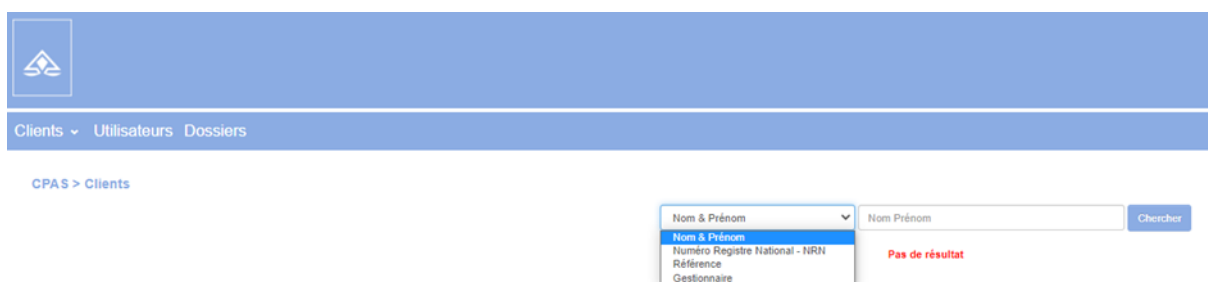 Clients Utilisateurs Dossiers
CPAS > Clients
Nom & Prénom Nom Prénom Chercher
Nom & Prénom
Numéro Registre National - NRN
Pas de résultat
Référence
Gestionnaire